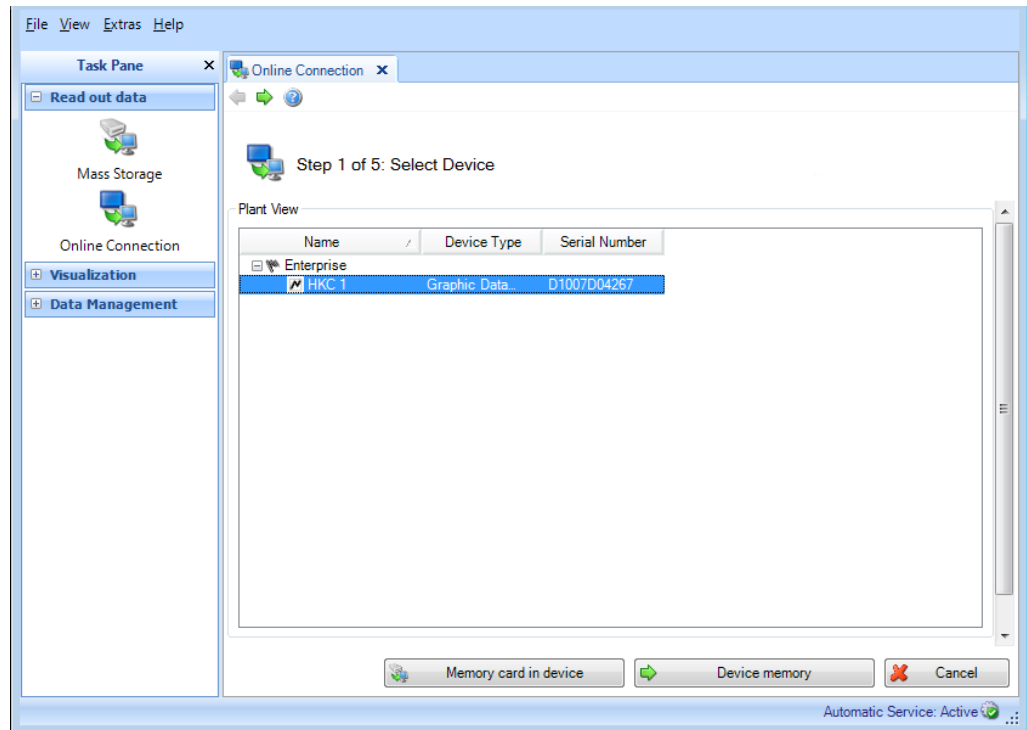 File View Extras Help
Task Pane
Online Connection
Read out data
Mass Storage
Online Connection
Visualization
Data Management
Step 1 of 5: Select Device
Plant View
Name Device Type Serial Number
Enterprise
HKC 1 Graphic Data... D1007D04267
Memory card in device Device memory Cancel
Automatic Service: Active